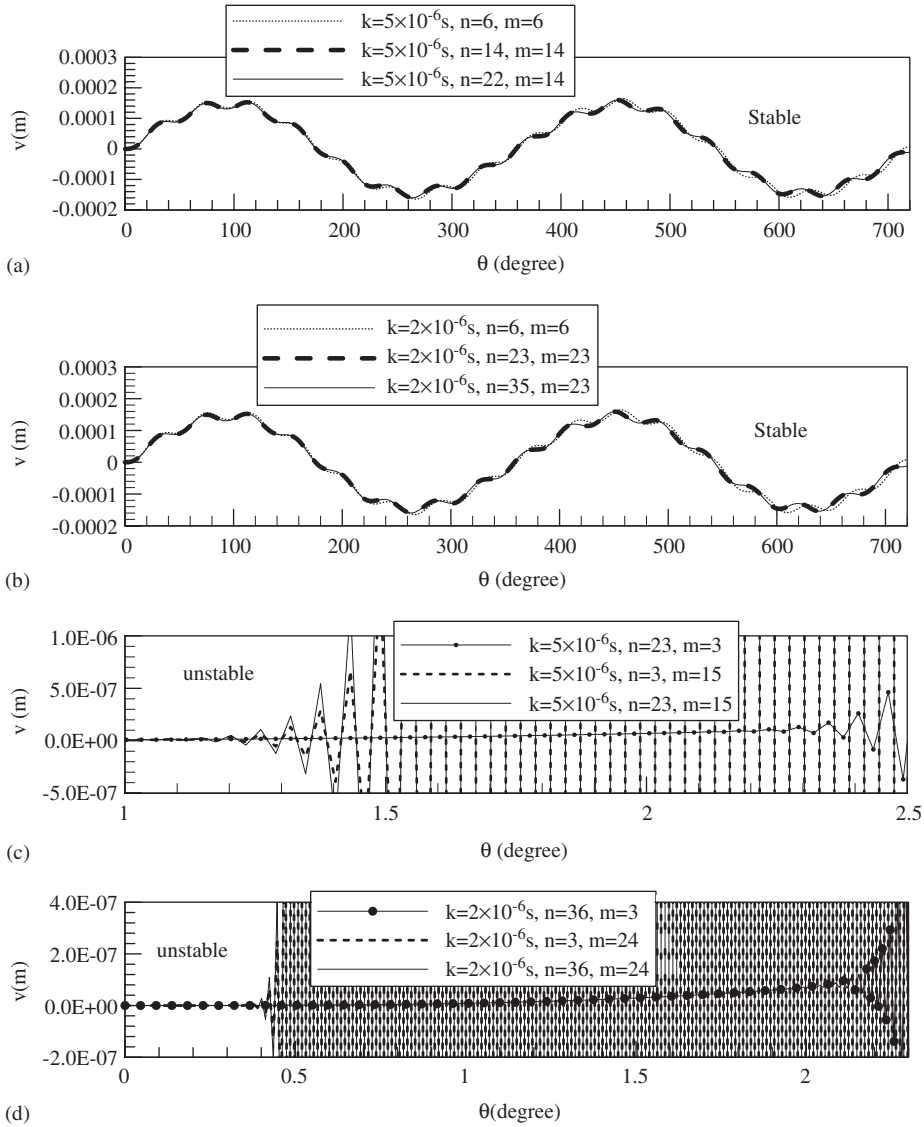 k=5×10⁻⁶s, n=6, m=6
k=5×10⁻⁶s, n=14, m=14
k=5×10⁻⁶s, n=22, m=14
0.0003
0.0002
0.0001
0
-0.0001
-0.0002
v(m)
Stable
0 100 200 300 400 500 600 700
θ (degree)
(a)
k=2×10⁻⁶s, n=6, m=6
k=2×10⁻⁶s, n=23, m=23
k=2×10⁻⁶s, n=35, m=23
0.0003
0.0002
0.0001
0
-0.0001
-0.0002
v (m)
Stable
0 100 200 300 400 500 600 700
θ (degree)
(b)
k=5×10⁻⁶s, n=23, m=3
k=5×10⁻⁶s, n=3, m=15
k=5×10⁻⁶s, n=23, m=15
1.0E-06
5.0E-07
0.0E+00
-5.0E-07
v (m)
unstable
1 1.5 2 2.5
θ (degree)
(c)
k=2×10⁻⁶s, n=36, m=3
k=2×10⁻⁶s, n=3, m=24
k=2×10⁻⁶s, n=36, m=24
4.0E-07
2.0E-07
0.0E+00
-2.0E-07
v(m)
unstable
0 0.5 1 1.5 2
θ(degree)
(d)